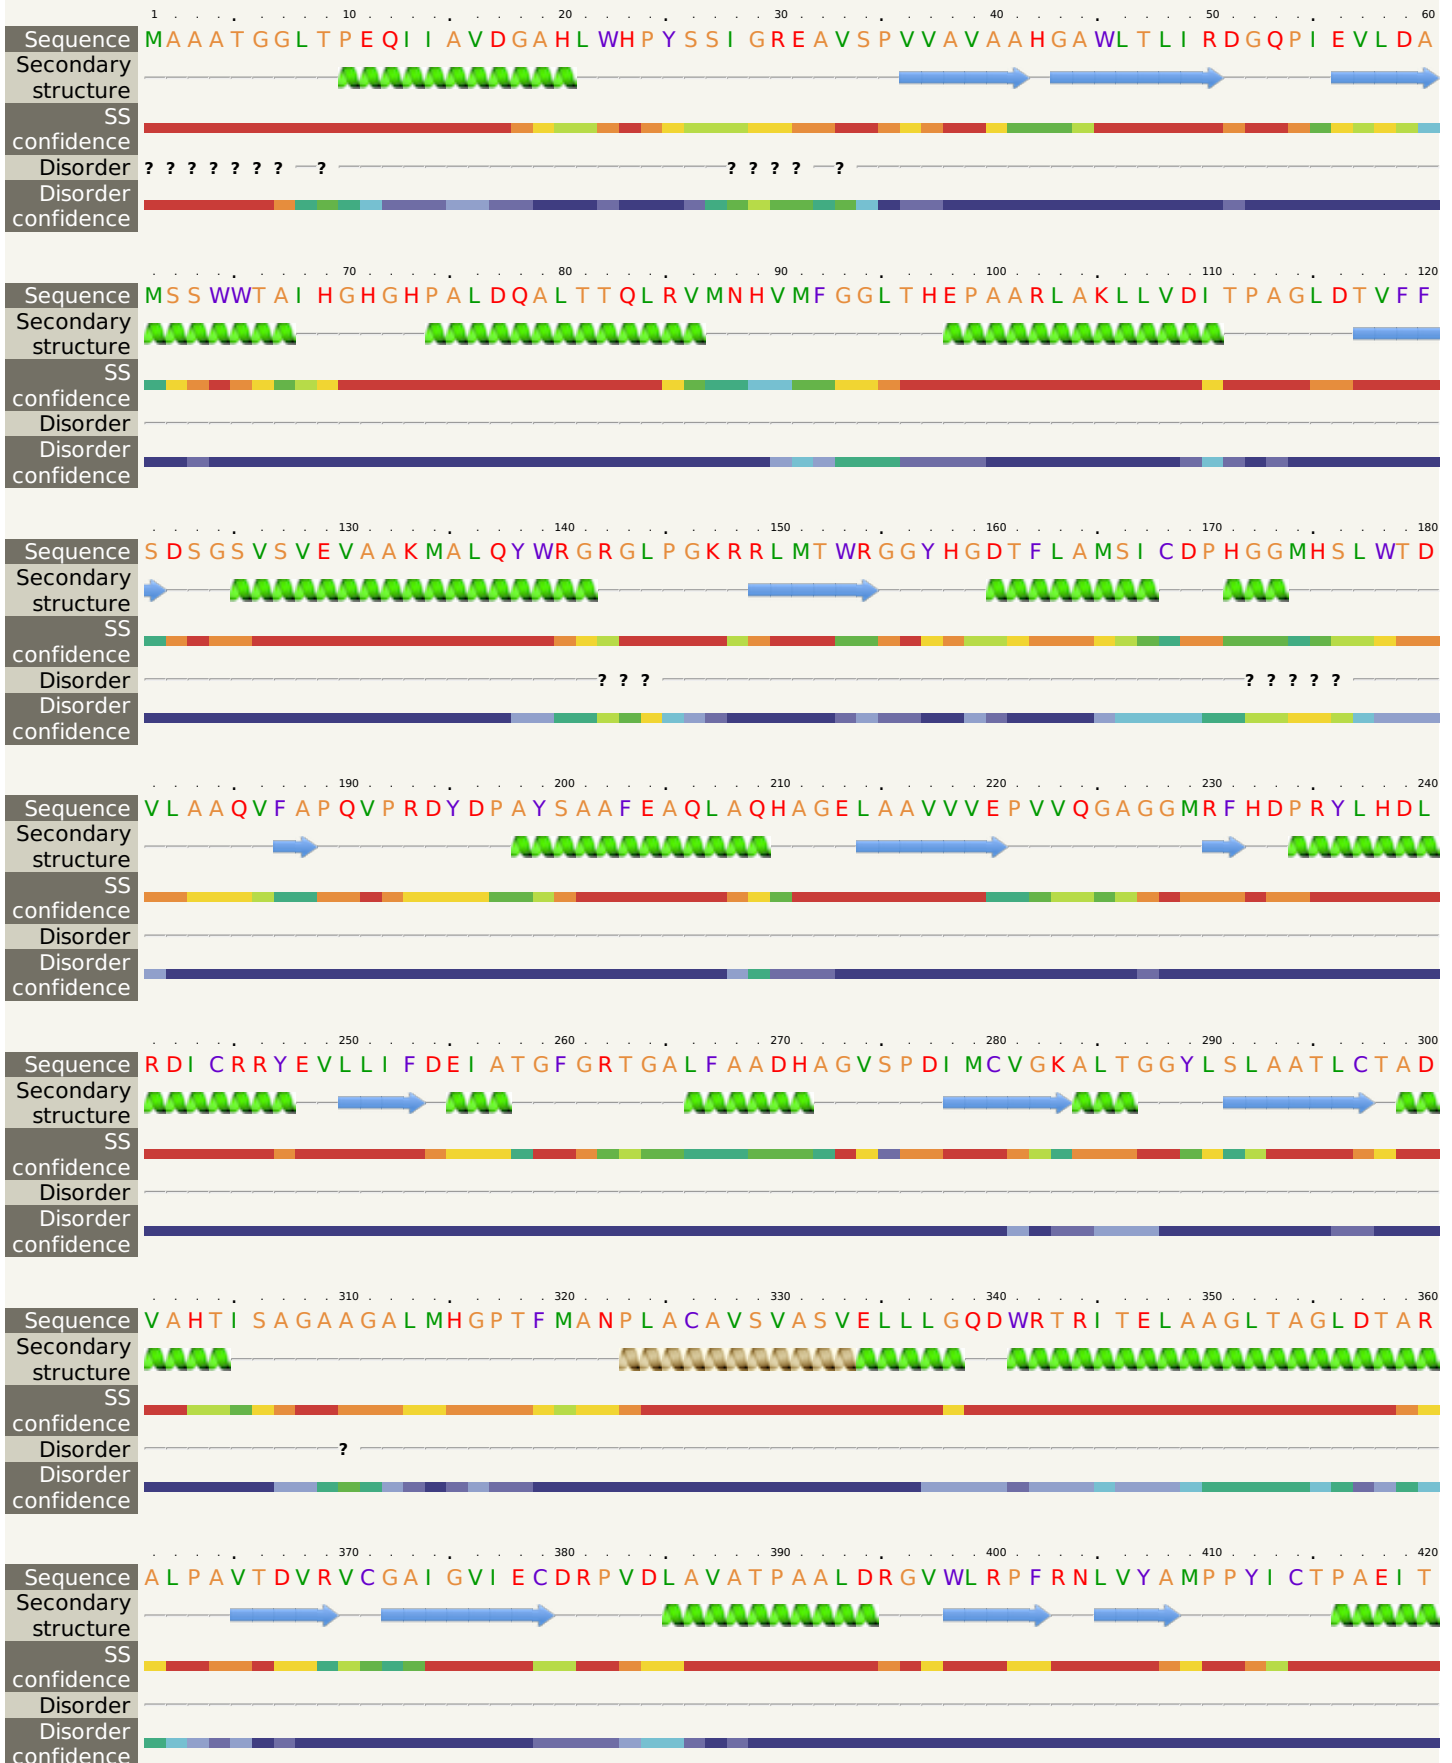 1 . . . . 10 . . . . 20 . . . . 30 . . . . 40 . . . . 50 . . . . 60
Sequence MAAATGGLTPEQIIAVDGAHLWHPYSSIGREAVSPVVAVAAHGAWLTLIRDGQPIEVLDA
Secondary
structure
SS
confidence
Disorder ? ? ? ? ? ? ? ? ? ? ? ? ?
Disorder
confidence
. . . . 70 . . . . 80 . . . . 90 . . . . 100 . . . . 110 . . . . 120
Sequence MSSWWTAIHGHGHPALDQALTTQLRVMNHVMFGGLTHEPAARLAKLLVDITPAGLDTVFF
Secondary
structure
SS
confidence
Disorder
Disorder
confidence
. . . . 130 . . . . 140 . . . . 150 . . . . 160 . . . . 170 . . . . 180
Sequence SDSGSVSVEVAAKMALQYWRGRGLPGKRRLMTWRGGYHGDTFLAMSICDPHGGMHSLWTD
Secondary
structure
SS
confidence
Disorder ? ? ? ? ? ? ? ?
Disorder
confidence
. . . . 190 . . . . 200 . . . . 210 . . . . 220 . . . . 230 . . . . 240
Sequence VLAAQVFAPQVPRDYDPAYSAAFEAQLAQHAGELAAVVVEPVVQGAGGMRFHDPRYLHDL
Secondary
structure
SS
confidence
Disorder
Disorder
confidence
. . . . 250 . . . . 260 . . . . 270 . . . . 280 . . . . 290 . . . . 300
Sequence RDICRRYEVLLIFDEIATGFGRTGALFAADHAGVSPDIMCVGKALTGGYLSLAATLCTAD
Secondary
structure
SS
confidence
Disorder
Disorder
confidence
. . . . 310 . . . . 320 . . . . 330 . . . . 340 . . . . 350 . . . . 360
Sequence VAHTISAGAAGALMHGPTFMANPLACAVSVASVELLLGQDWRTRITELAAGLTAGLDTAR
Secondary
structure
SS
confidence
Disorder ?
Disorder
confidence
. . . . 370 . . . . 380 . . . . 390 . . . . 400 . . . . 410 . . . . 420
Sequence ALPAVTDVRVCGAIGVIECDRPVDLAVATPAALDRGVWLRPFRNLVYAMPPYICTPAEIT
Secondary
structure
SS
confidence
Disorder
Disorder
confidence